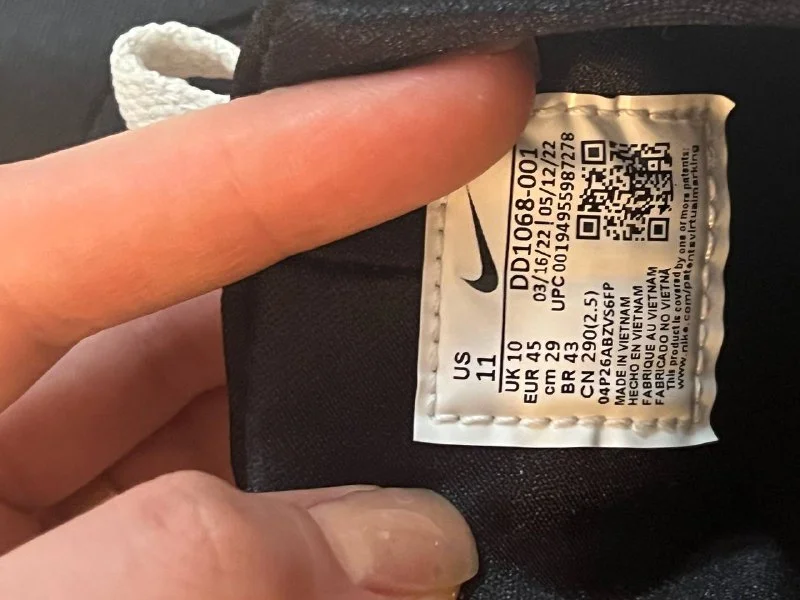 US
11
UK 10
EUR 45
cm 29
BR 43
CN 290(2.5)
DD1068-001
03/16/22 | 05/12/22
UPC 00194955987278
04P26ABZVS6FP
MADE IN VIETNAM
HECHO EN VIETNAM
FABRIQUE AU VIETNAM
FABRICADO NO VIETNÃ
This product is covered by one or more patents:
www.nike.com/patentsvirtualmarking